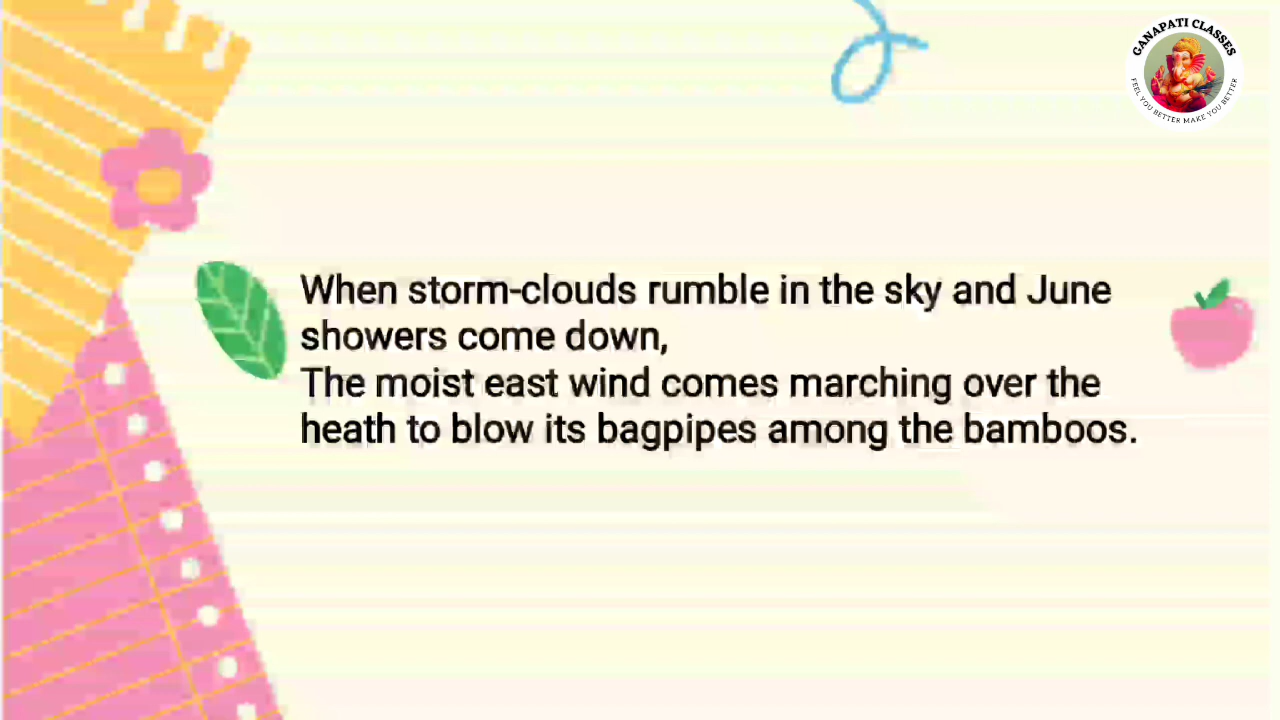 GANAPATI CLASSES
FEEL YOU BETTER MAKE YOU BETTER
When storm-clouds rumble in the sky and June
showers come down,
The moist east wind comes marching over the
heath to blow its bagpipes among the bamboos.